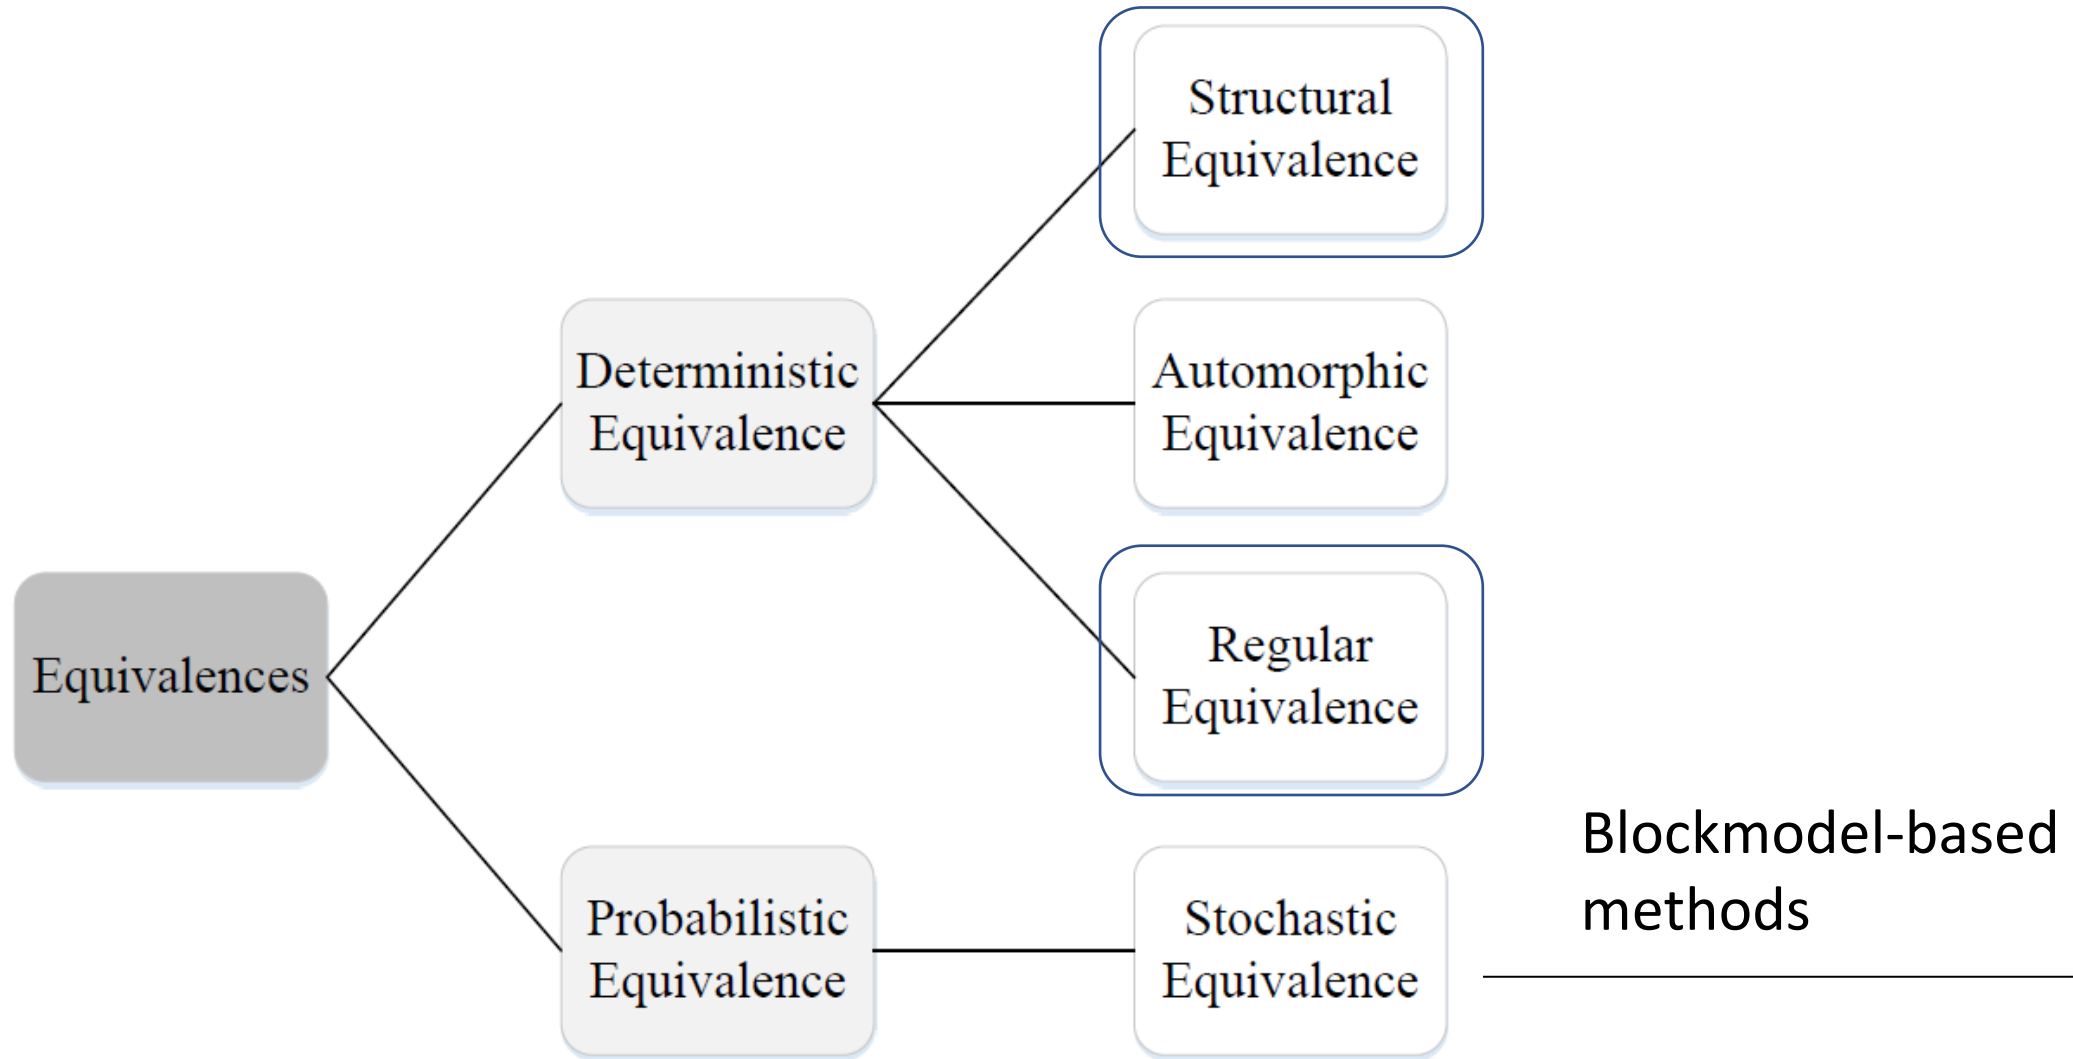 Structural
Equivalence
Deterministic
Equivalence
Automorphic
Equivalence
Equivalences
Regular
Equivalence
Probabilistic
Equivalence
Stochastic
Equivalence
Blockmodel-based
methods